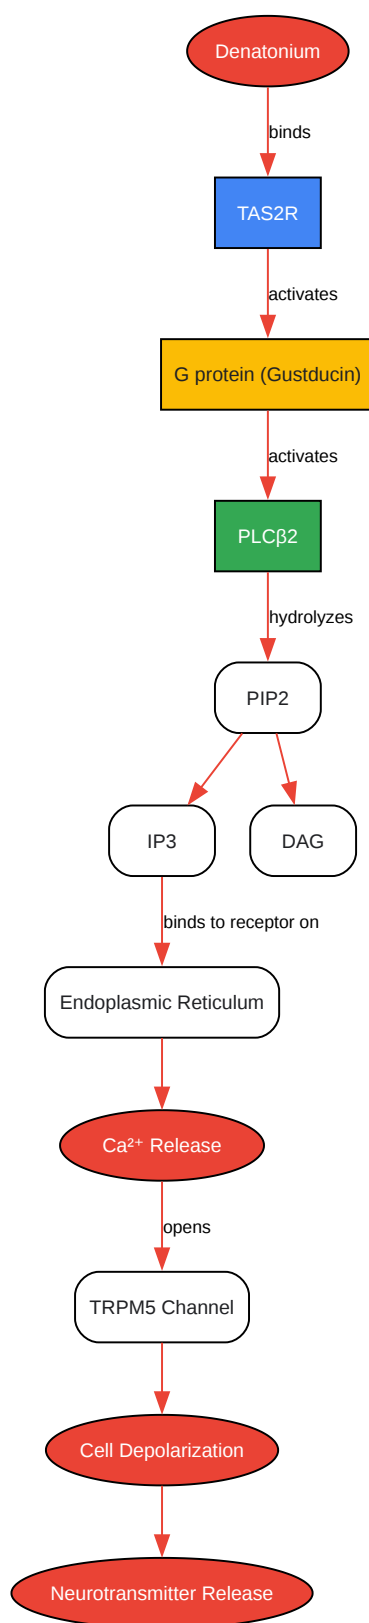 Denatonium
binds
TAS2R
activates
G protein (Gustducin)
activates
PLCβ2
hydrolyzes
PIP2
IP3
DAG
binds to receptor on
Endoplasmic Reticulum
Ca²⁺ Release
opens
TRPM5 Channel
Cell Depolarization
Neurotransmitter Release